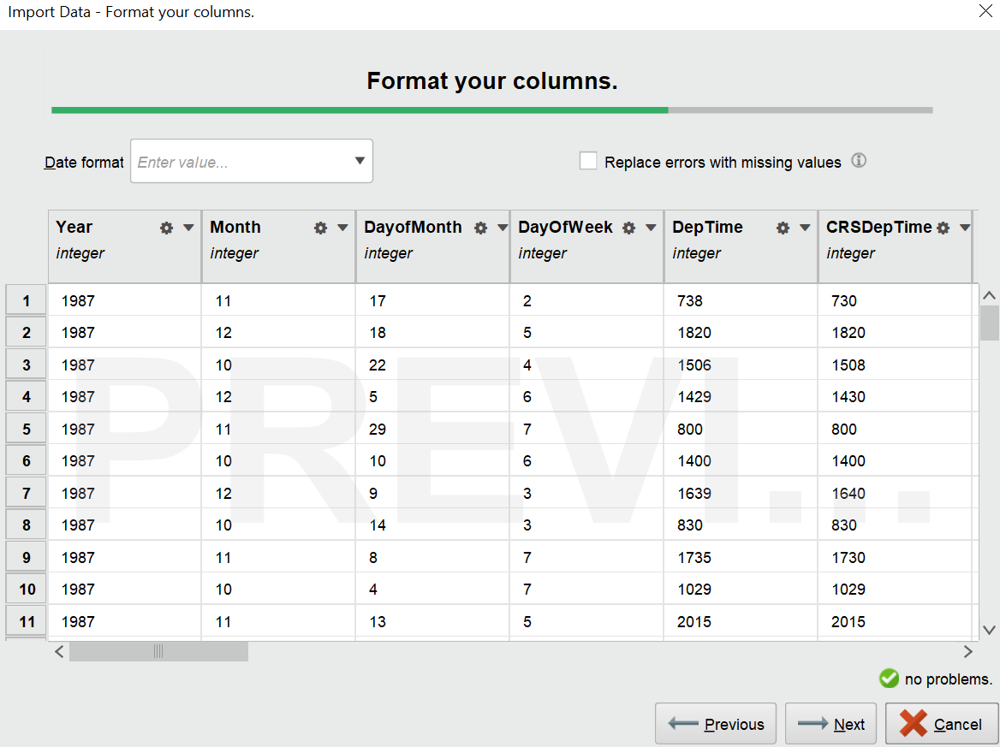 Import Data - Format your columns.
Format your columns.
Date format Enter value... Replace errors with missing values
Year Month DayofMonth DayOfWeek DepTime CRSDepTime
integer integer integer integer integer integer
1 1987 11 17 2 738 730
2 1987 12 18 5 1820 1820
3 1987 10 22 4 1506 1508
4 1987 12 5 6 1429 1430
5 1987 11 29 7 800 800
6 1987 10 10 6 1400 1400
7 1987 12 9 3 1639 1640
8 1987 10 14 3 830 830
9 1987 11 8 7 1735 1730
10 1987 10 4 7 1029 1029
11 1987 11 13 5 2015 2015
PREVI...
no problems.
Previous Next Cancel